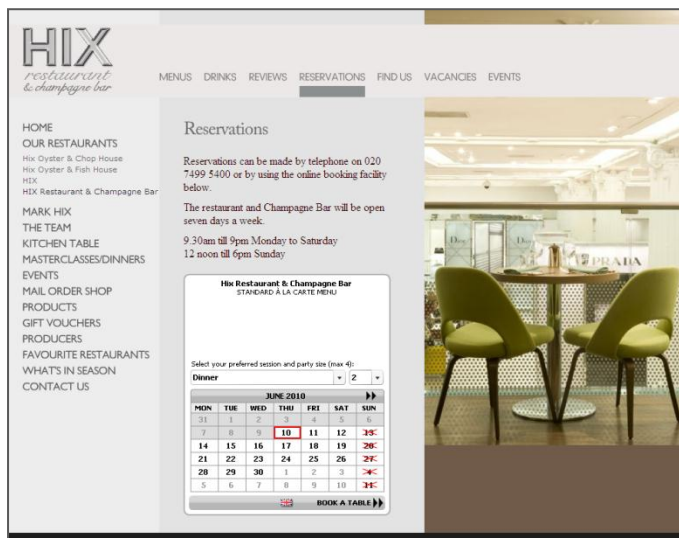 HIX
restaurant
& champagne bar
MENUS DRINKS REVIEWS RESERVATIONS FIND US VACANCIES EVENTS
HOME
OUR RESTAURANTS
Hix Oyster & Chop House
Hix Oyster & Fish House
HIX
HIX Restaurant & Champagne Bar
MARK HIX
THE TEAM
KITCHEN TABLE
MASTERCLASSES/DINNERS
EVENTS
MAIL ORDER SHOP
PRODUCTS
GIFT VOUCHERS
PRODUCERS
FAVOURITE RESTAURANTS
WHAT'S IN SEASON
CONTACT US
Reservations
Reservations can be made by telephone on 020
7499 5400 or by using the online booking facility
below.
The restaurant and Champagne Bar will be open
seven days a week.
9.30am till 9pm Monday to Saturday
12 noon till 6pm Sunday
Hix Restaurant & Champagne Bar
STANDARD À LA CARTE MENU
Select your preferred session and party size (max 4):
Dinner 2
JUNE 2010
MON TUE WED THU FRI SAT SUN
31 1 2 3 4 5 6
7 8 9 10 11 12 13
14 15 16 17 18 19 20
21 22 23 24 25 26 27
28 29 30 1 2 3 4
5 6 7 8 9 10 11
BOOK A TABLE
Dior
PRADA